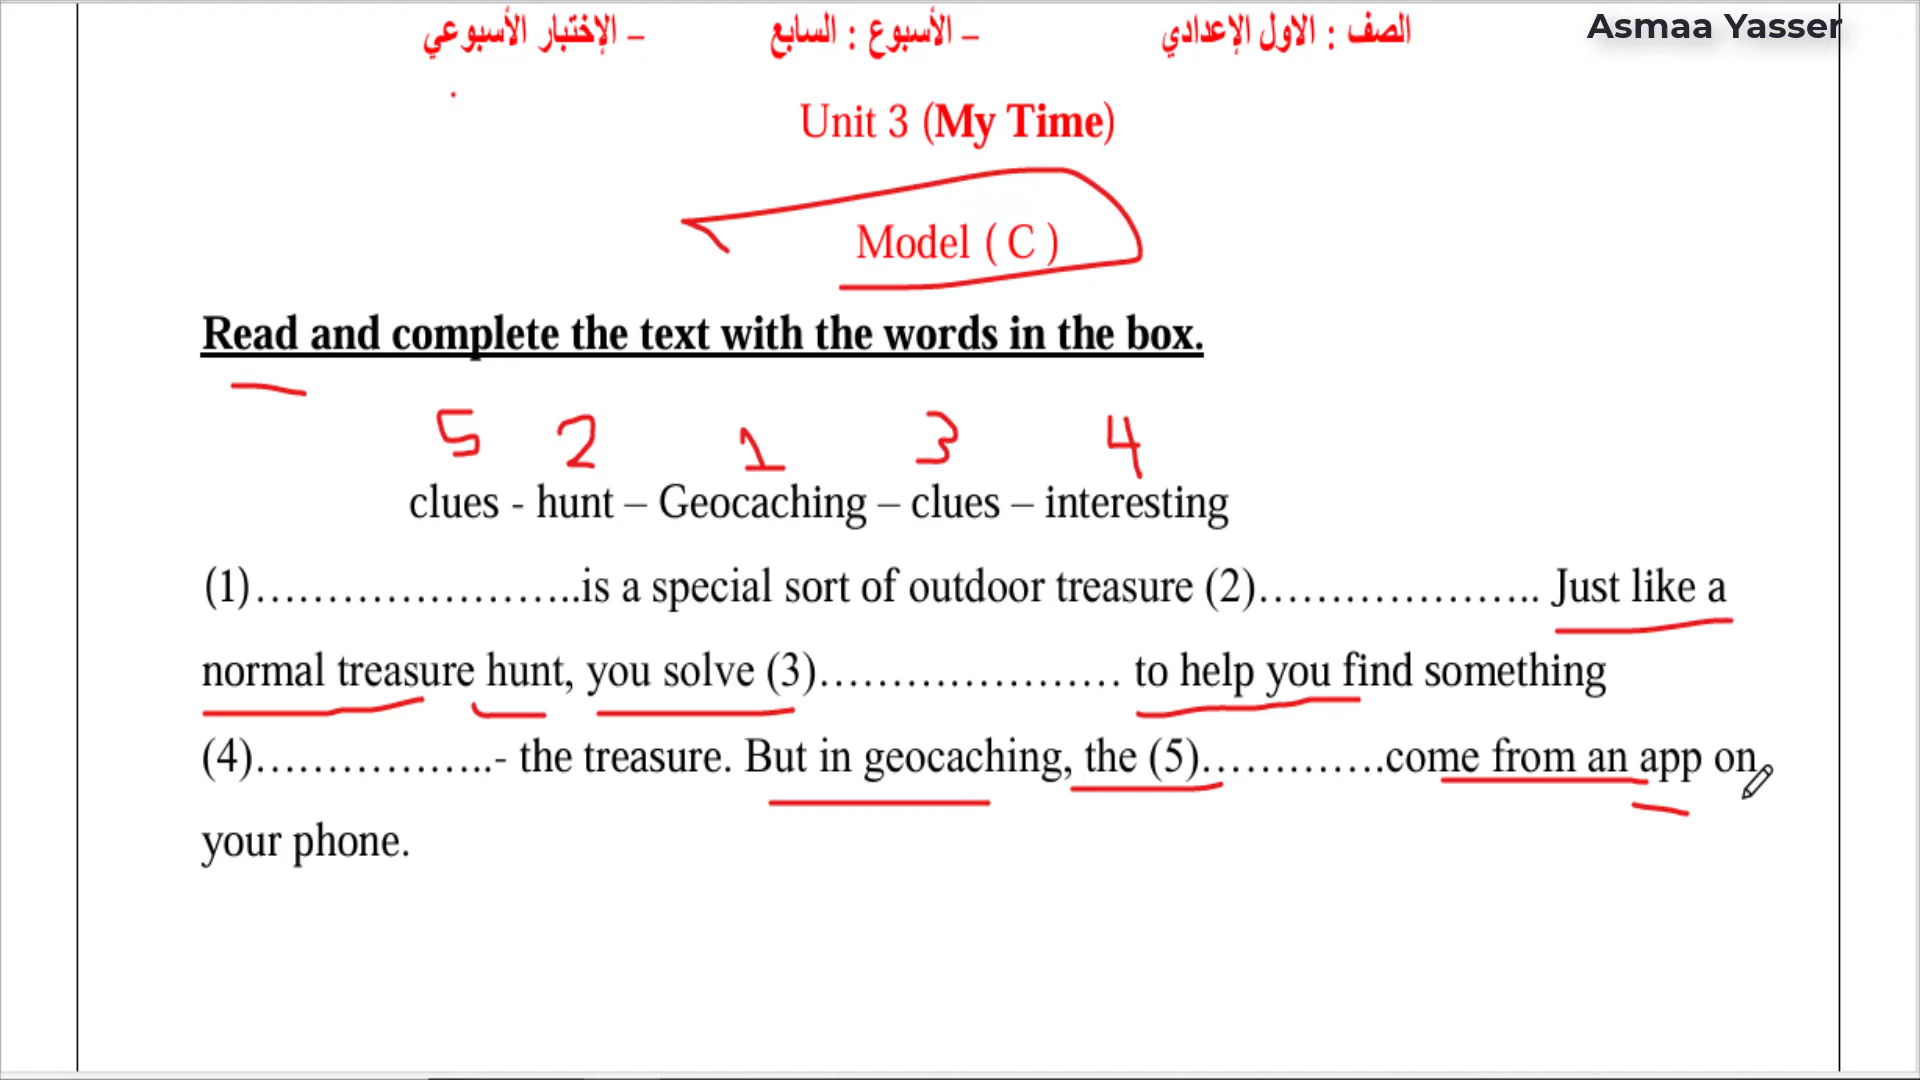 الصف : الاول الإعدادي – الأسبوع : السابع – الإختبار الأسبوعي
Asmaa Yasser
Unit 3 (My Time)
Model ( C )
Read and complete the text with the words in the box.
5 2 1 3 4
clues - hunt – Geocaching – clues – interesting
(1)…………………..is a special sort of outdoor treasure (2)……………….. Just like a
normal treasure hunt, you solve (3)………………… to help you find something
(4)……………..- the treasure. But in geocaching, the (5)………….come from an app on
your phone.